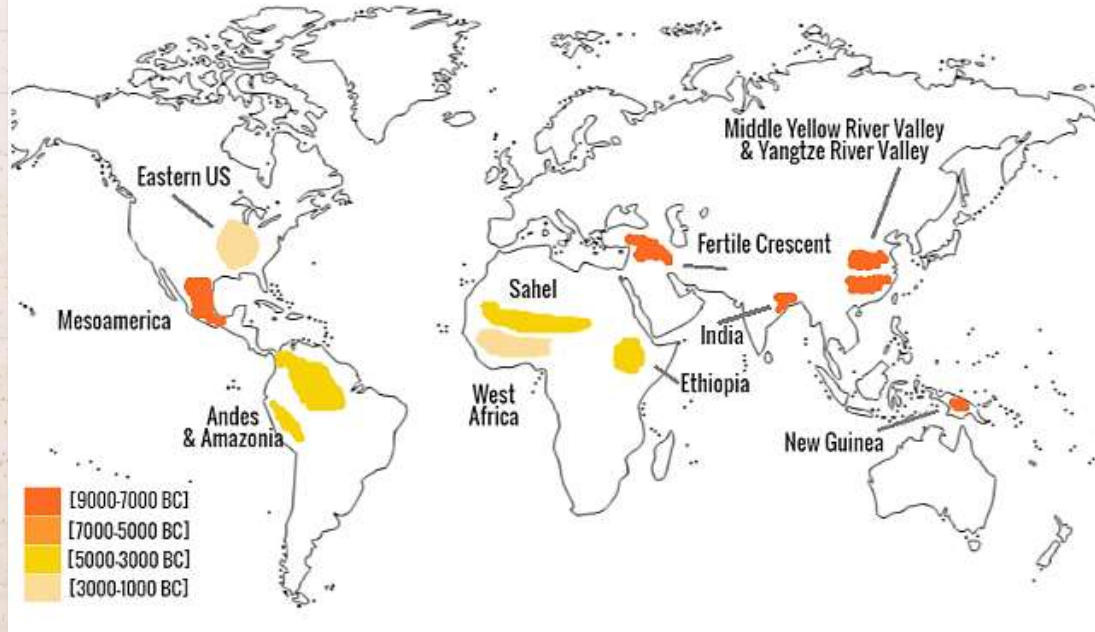 Middle Yellow River Valley
& Yangtze River Valley
Eastern US
Fertile Crescent
Sahel
Mesoamerica
India
Ethiopia
West
Africa
Andes
& Amazonia
New Guinea
[9000-7000 BC]
[7000-5000 BC]
[5000-3000 BC]
[3000-1000 BC]